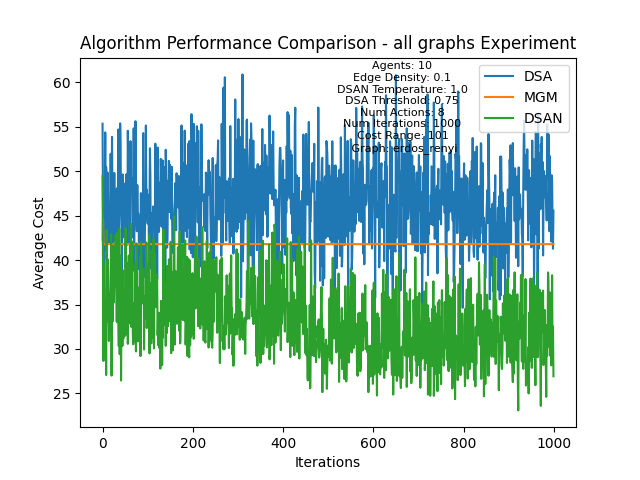 Algorithm Performance Comparison - all graphs Experiment
Agents: 10
Edge Density: 0.1
DSAN Temperature: 1.0
DSA Threshold: 0.75
Num Actions: 8
Num Iterations: 1000
Cost Range: 101
Graph: erdos_renyi
DSA
MGM
DSAN
Average Cost
60
55
50
45
40
35
30
25
0
200
400
600
800
1000
Iterations